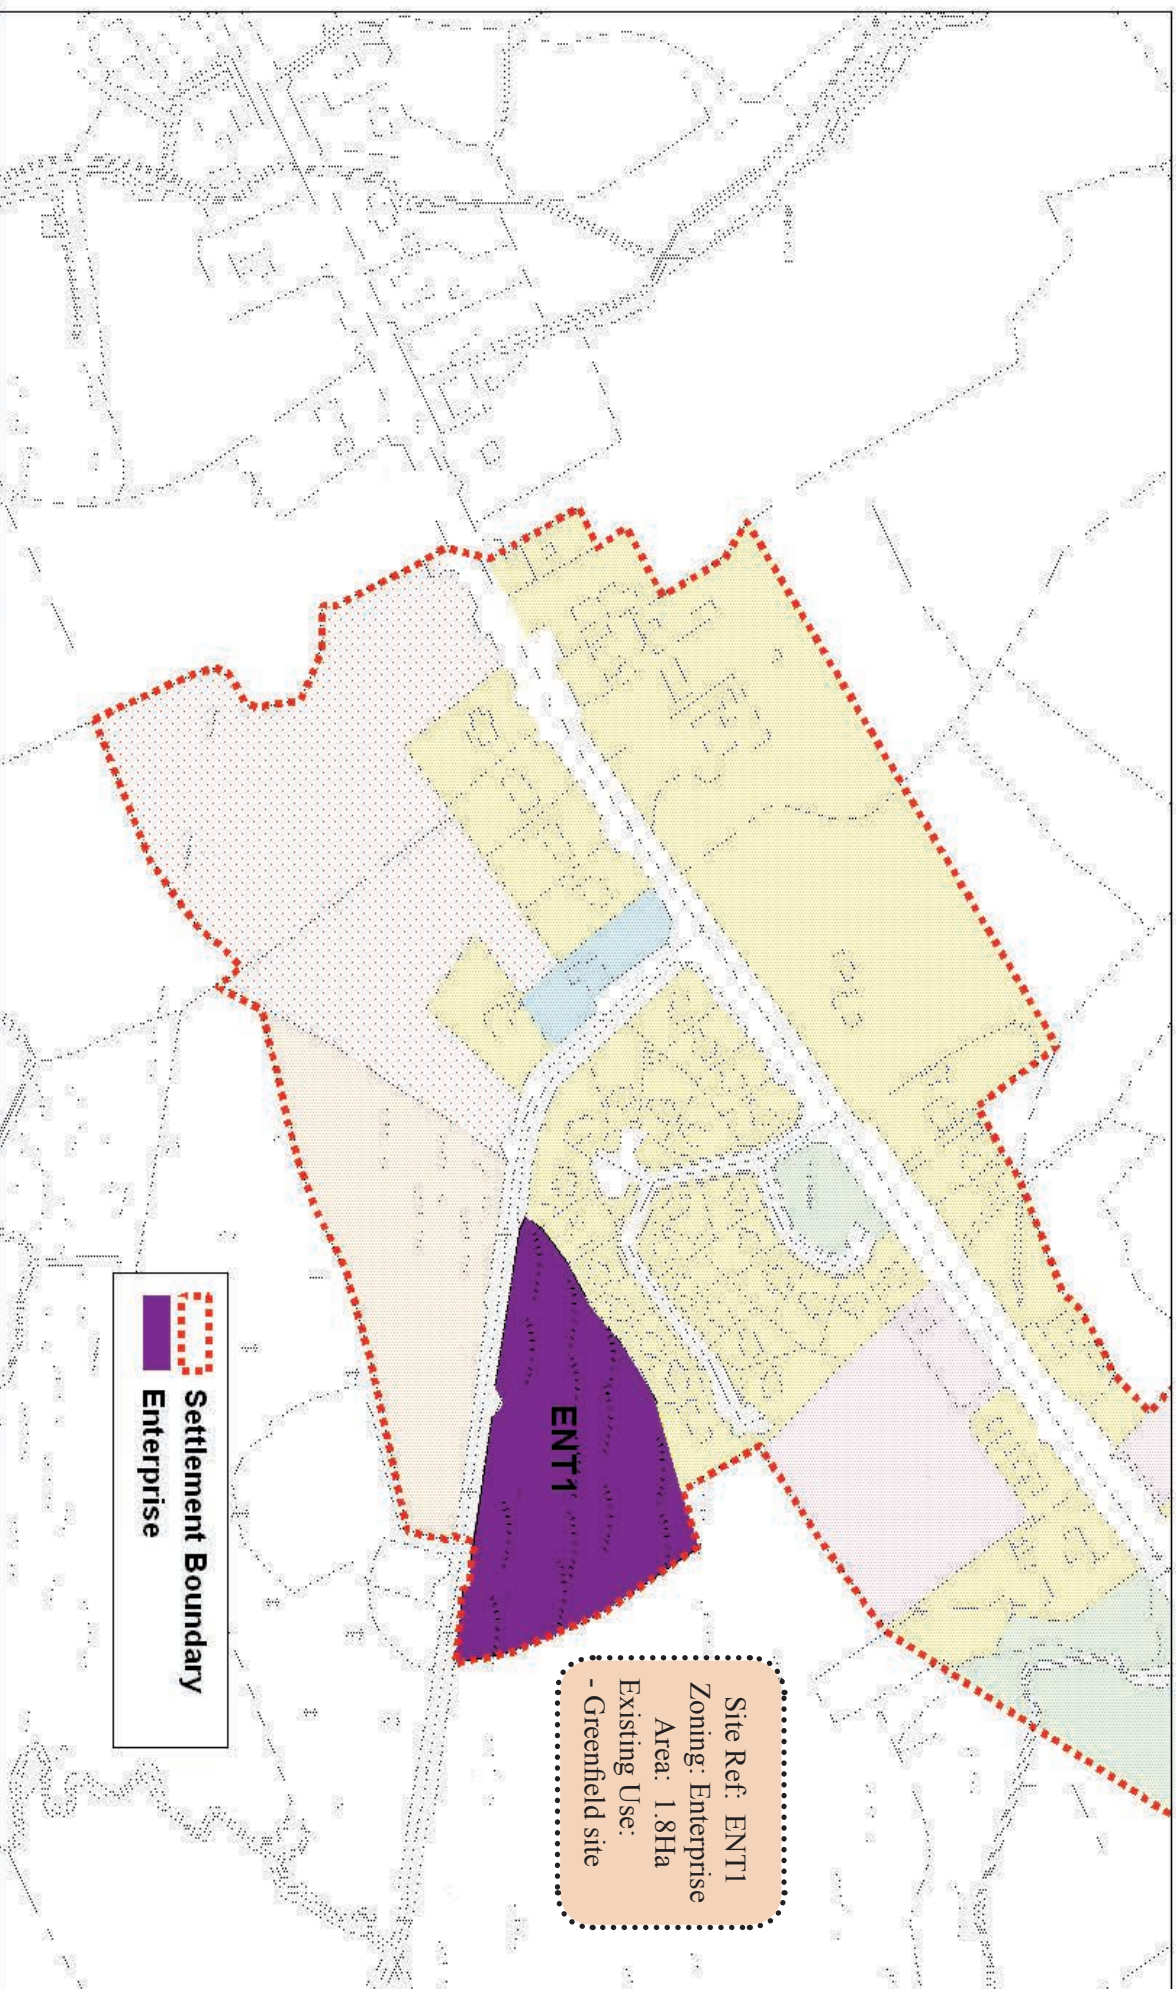 ENT1
Site Ref: ENT1
Zoning: Enterprise
Area: 1.8Ha
Existing Use:
- Greenfield site
Settlement Boundary
Enterprise